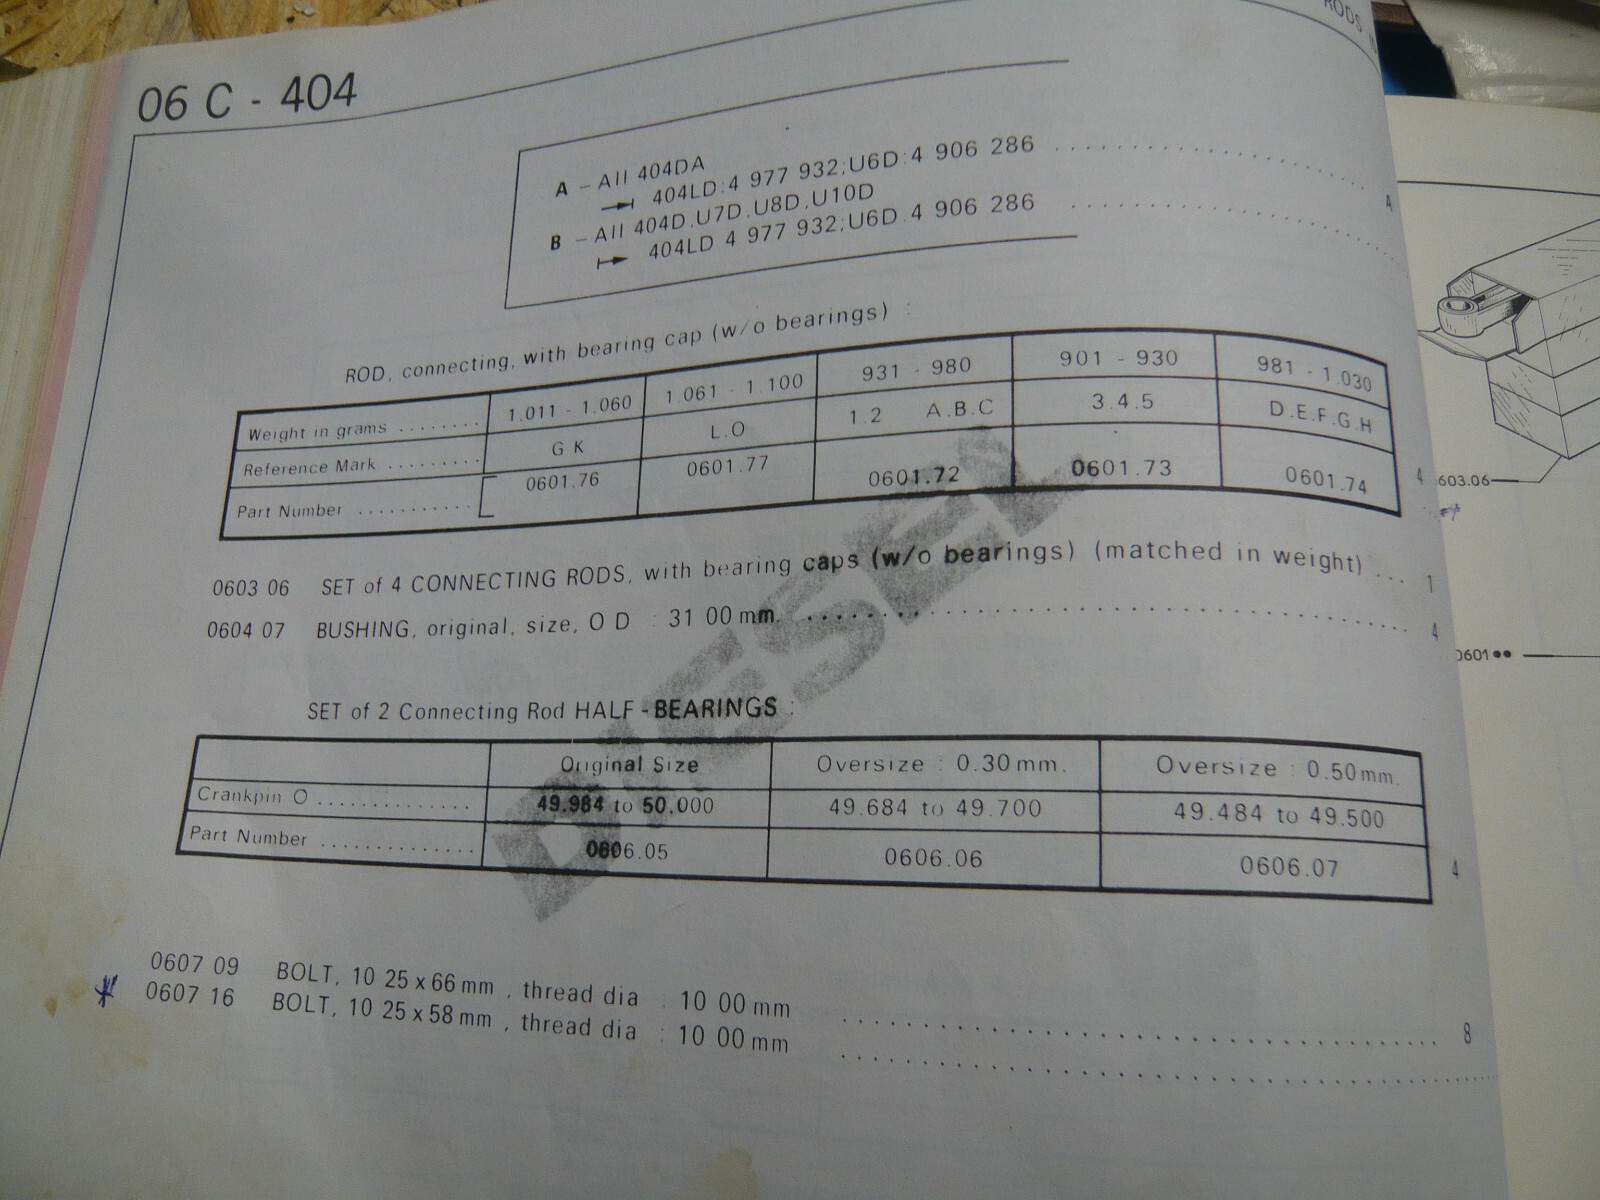 RODS
06 C - 404
A - All 404DA
404LD:4 977 932;U6D:4 906 286 ........ A
B - All 404D,U7D,U8D,U10D
404LD 4 977 932;U6D.4 906 286 ........
ROD, connecting, with bearing cap (w/o bearings) :
Weight in grams ........ 1.011 - 1.060 1.061 - 1.100 931 - 980 901 - 930 981 - 1.030
Reference Mark ......... G K L.O 1.2 A.B.C 3.4.5 D.E.F.G.H
Part Number ........... 0601.76 0601.77 0601.72 0601.73 0601.74 4
0603 06 SET of 4 CONNECTING RODS, with bearing caps (w/o bearings) (matched in weight) ... 1
0604 07 BUSHING, original, size, O D : 31 00 mm. ........ 4
SET of 2 Connecting Rod HALF-BEARINGS :
Original Size Oversize : 0.30 mm. Oversize : 0.50 mm.
Crankpin O ............. 49.984 to 50,000 49.684 to 49.700 49.484 to 49.500
Part Number ............. 0606.05 0606.06 0606.07 4
0607 09 BOLT, 10 25 x 66 mm , thread dia : 10 00 mm ........ 8
0607 16 BOLT, 10 25 x 58 mm , thread dia : 10 00 mm ........
DIESEL
603.06
0601••